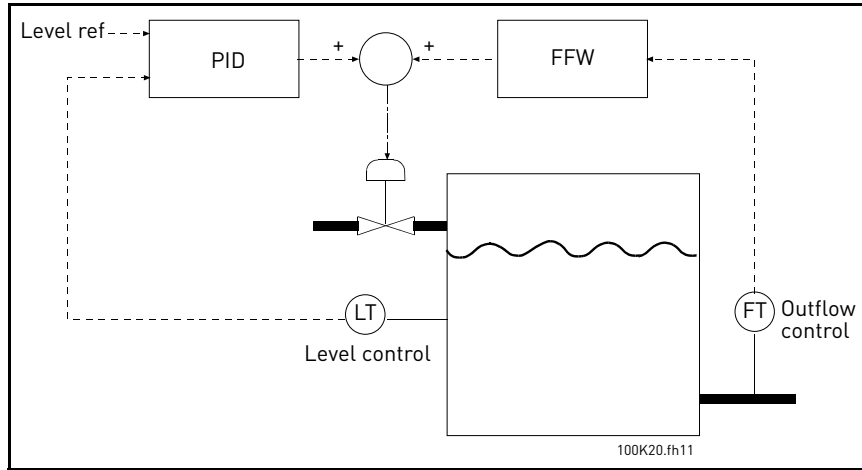 Level ref
PID
+
+
FFW
LT
Level control
FT
Outflow
control
100K20.fh11